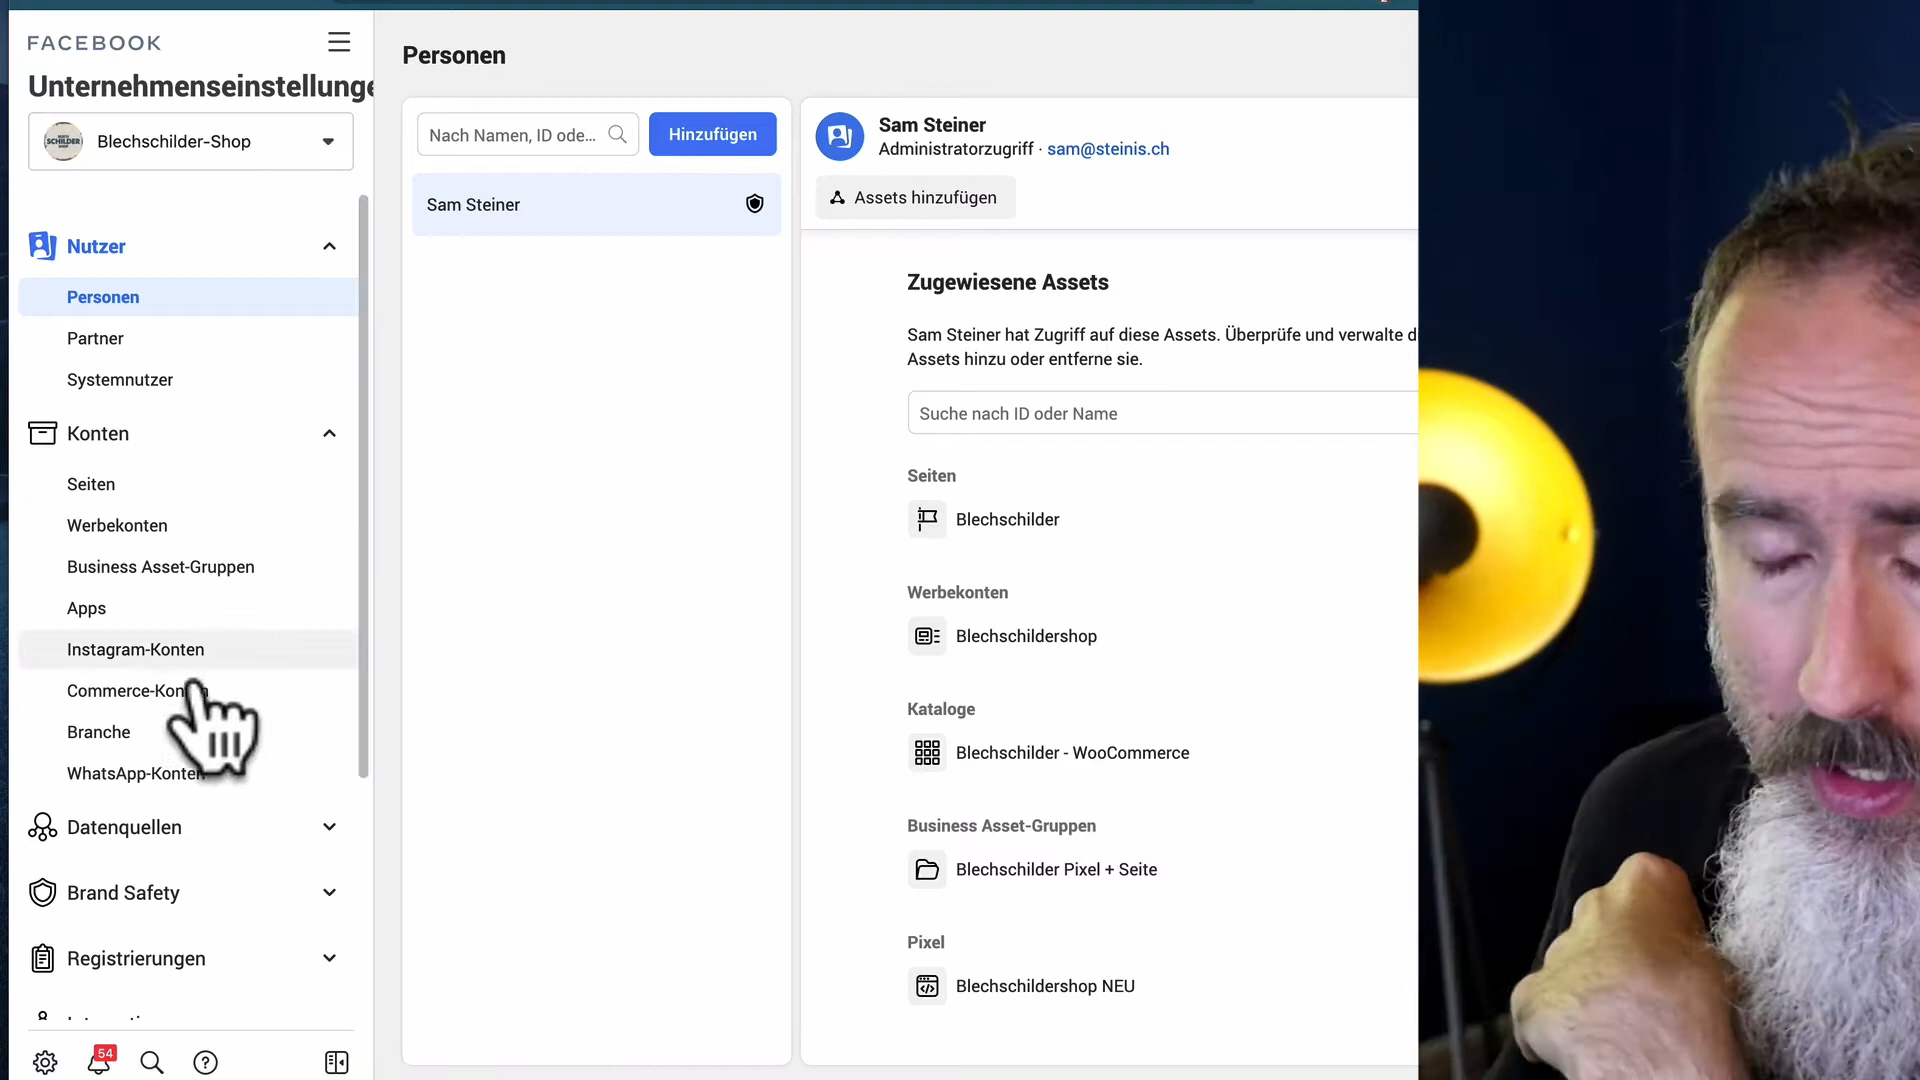 FACEBOOK
Unternehmenseinstellunge
SCHILDER
Blechschilder-Shop
Nutzer
Personen
Partner
Systemnutzer
Konten
Seiten
Werbekonten
Business Asset-Gruppen
Apps
Instagram-Konten
Commerce-Kon
Branche
WhatsApp-Konten
Datenquellen
Brand Safety
Registrierungen
54
Personen
Nach Namen, ID ode...
Hinzufügen
Sam Steiner
Sam Steiner
Administratorzugriff · sam@steinis.ch
Assets hinzufügen
Zugewiesene Assets
Sam Steiner hat Zugriff auf diese Assets. Überprüfe und verwalte d
Assets hinzu oder entferne sie.
Suche nach ID oder Name
Seiten
Blechschilder
Werbekonten
Blechschildershop
Kataloge
Blechschilder - WooCommerce
Business Asset-Gruppen
Blechschilder Pixel + Seite
Pixel
Blechschildershop NEU